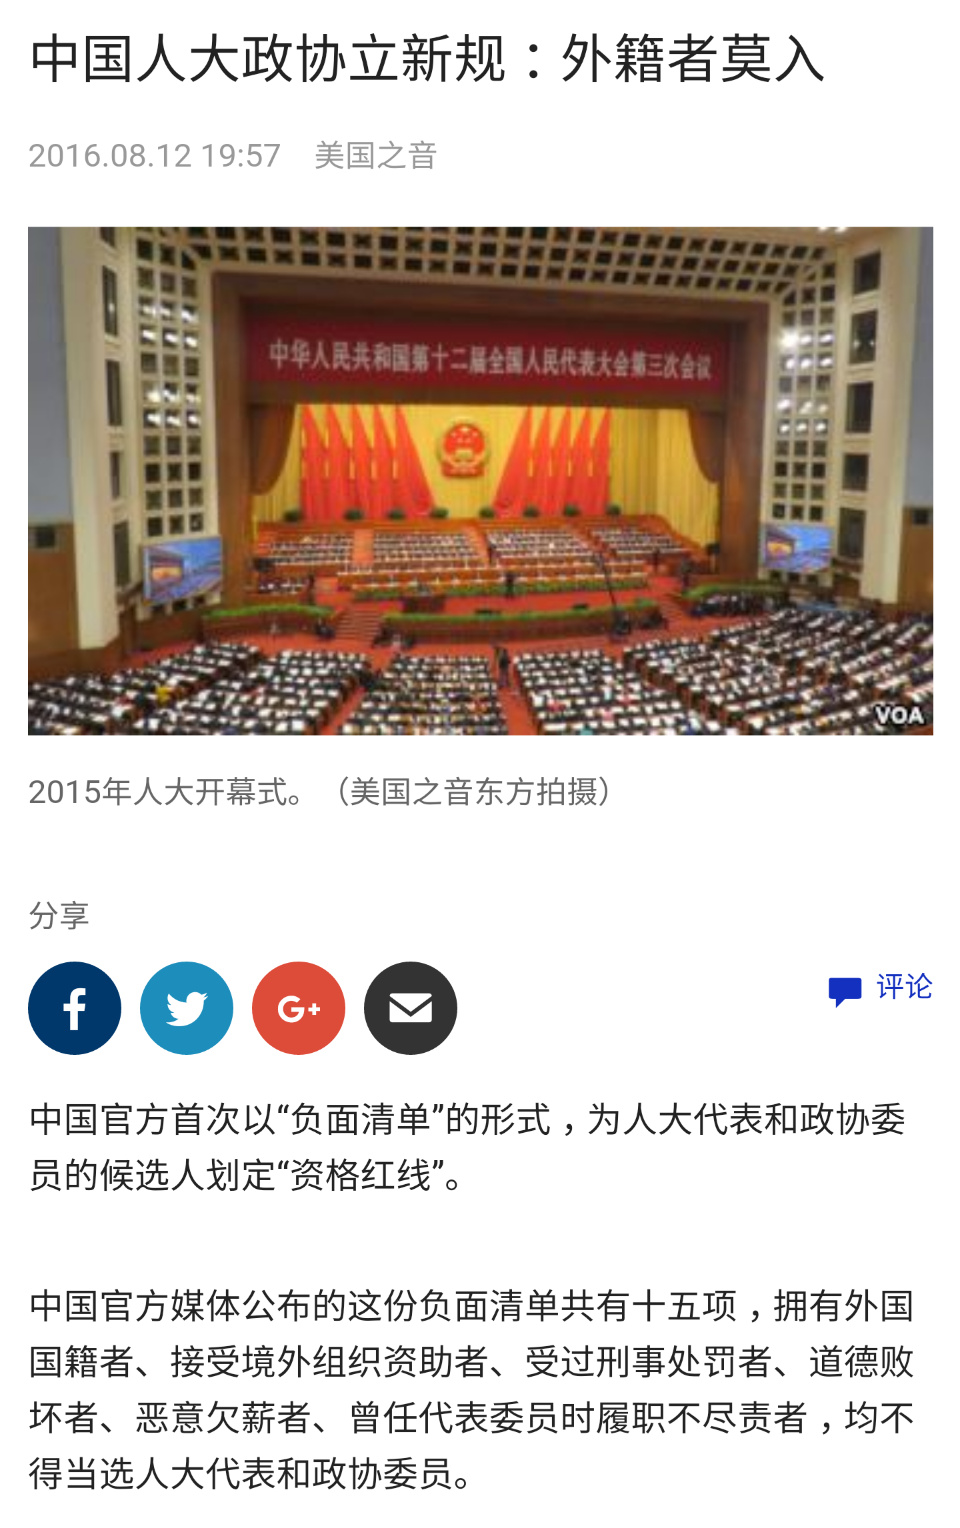 中国人大政协立新规：外籍者莫入
2016.08.12 19:57 美国之音
中华人民共和国第十二届全国人民代表大会第三次会议
VOA
2015年人大开幕式。（美国之音东方拍摄）
分享
f
G+
评论
中国官方首次以“负面清单”的形式，为人大代表和政协委
员的候选人划定“资格红线”。
中国官方媒体公布的这份负面清单共有十五项，拥有外国
国籍者、接受境外组织资助者、受过刑事处罚者、道德败
坏者、恶意欠薪者、曾任代表委员时履职不尽责者，均不
得当选人大代表和政协委员。